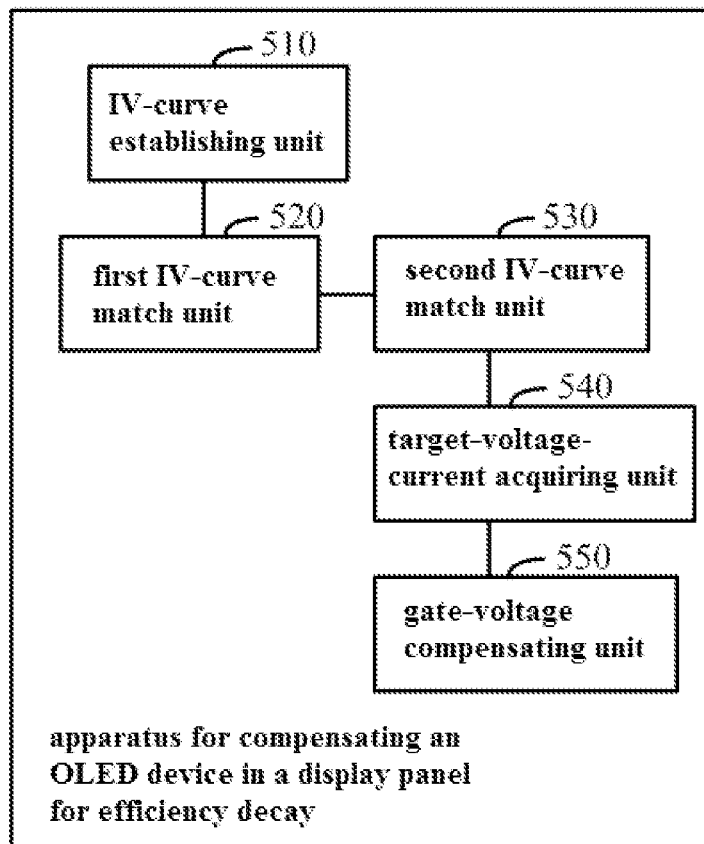 510
IV-curve
establishing unit
520
first IV-curve
match unit
530
second IV-curve
match unit
540
target-voltage-
current acquiring unit
550
gate-voltage
compensating unit
apparatus for compensating an
OLED device in a display panel
for efficiency decay